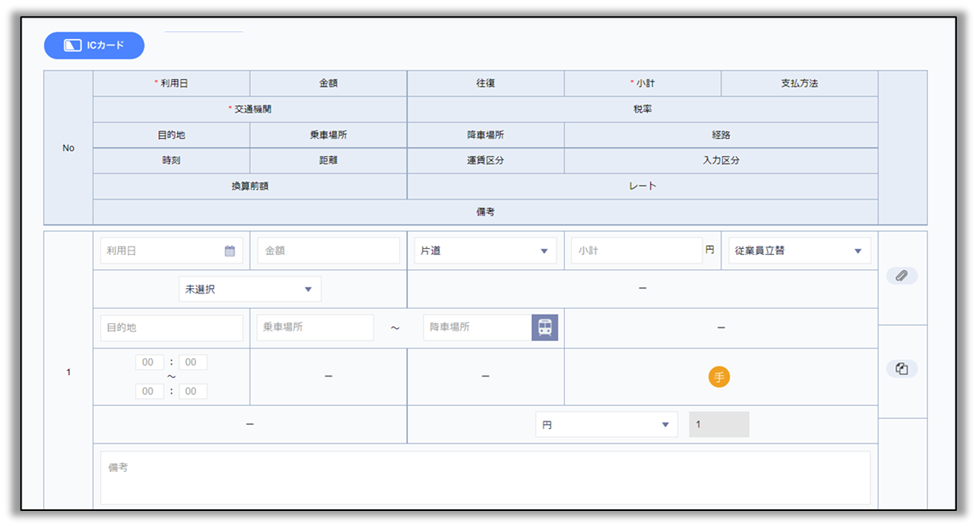 ICカード
* 利用日 金額 往復 * 小計 支払方法
* 交通機関 税率
目的地 乗車場所 降車場所 経路
No
時刻 距離 運賃区分 入力区分
換算前額 レート
備考
利用日 金額 片道 小計 円 従業員立替
未選択 ー
目的地 乗車場所 ～ 降車場所 ー
00 : 00
1 ～ ー ー 手
00 : 00
ー 円 1
備考